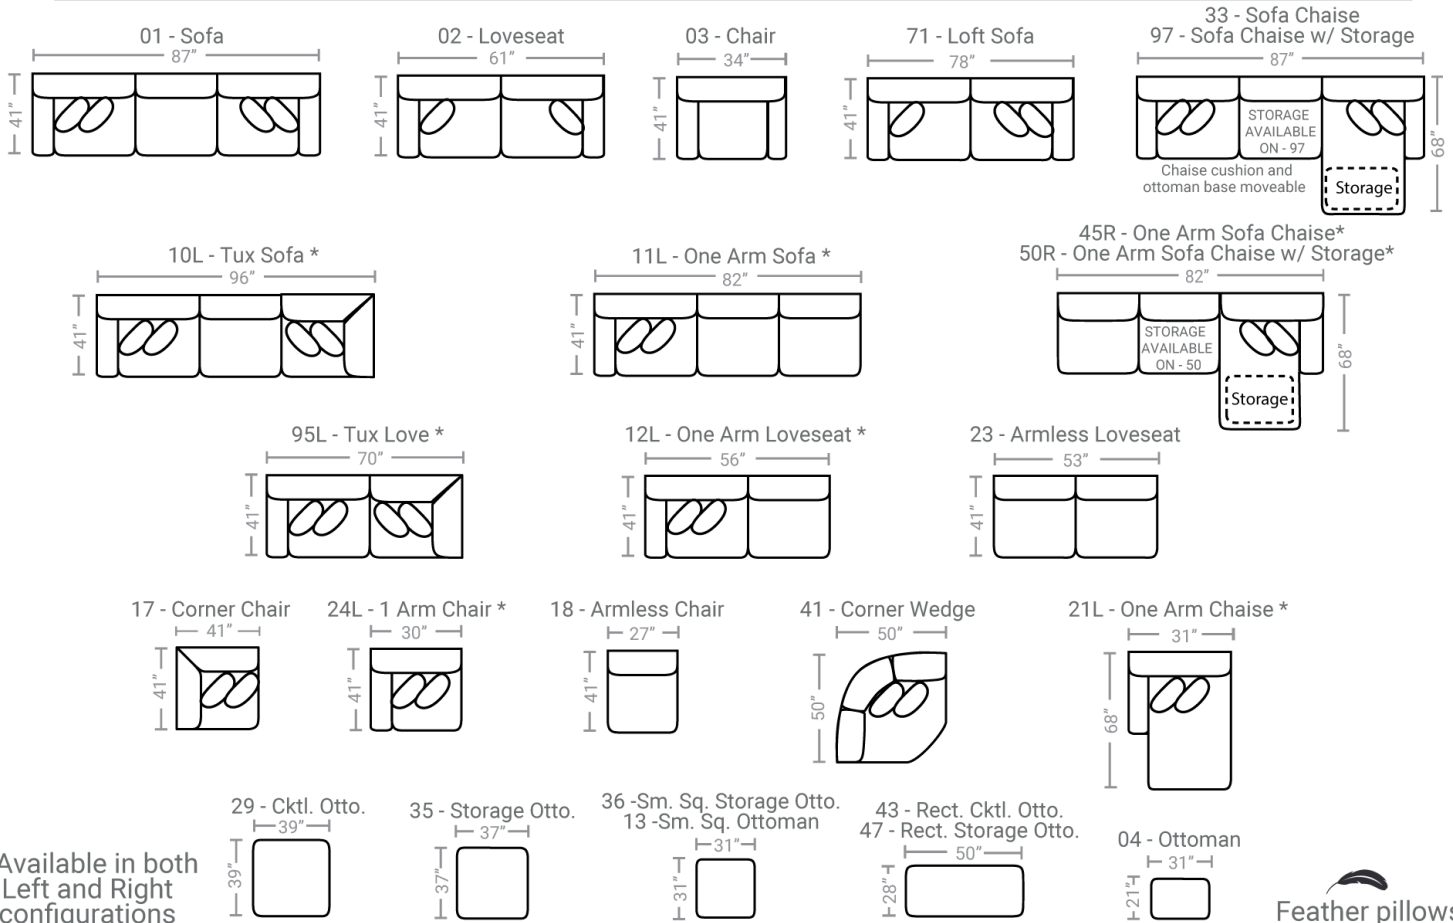 01 - Sofa
87”
41”
02 - Loveseat
61”
41”
03 - Chair
34”
41”
71 - Loft Sofa
78”
41”
33 - Sofa Chaise
97 - Sofa Chaise w/ Storage
87”
STORAGE
AVAILABLE
ON - 97
68”
Chaise cushion and
ottoman base moveable
Storage
10L - Tux Sofa *
96”
41”
11L - One Arm Sofa *
82”
41”
45R - One Arm Sofa Chaise*
50R - One Arm Sofa Chaise w/ Storage*
82”
STORAGE
AVAILABLE
ON - 50
68”
Storage
95L - Tux Love *
70”
41”
12L - One Arm Loveseat *
56”
41”
23 - Armless Loveseat
53”
41”
17 - Corner Chair
41”
41”
24L - 1 Arm Chair *
30”
41”
18 - Armless Chair
27”
41”
41 - Corner Wedge
50”
50”
21L - One Arm Chaise *
31”
68”
29 - Cktl. Otto.
39”
39”
35 - Storage Otto.
37”
37”
36 -Sm. Sq. Storage Otto.
13 -Sm. Sq. Ottoman
31”
31”
43 - Rect. Cktl. Otto.
47 - Rect. Storage Otto.
50”
28”
04 - Ottoman
31”
21”
Available in both
Left and Right
configurations
Feather pillows